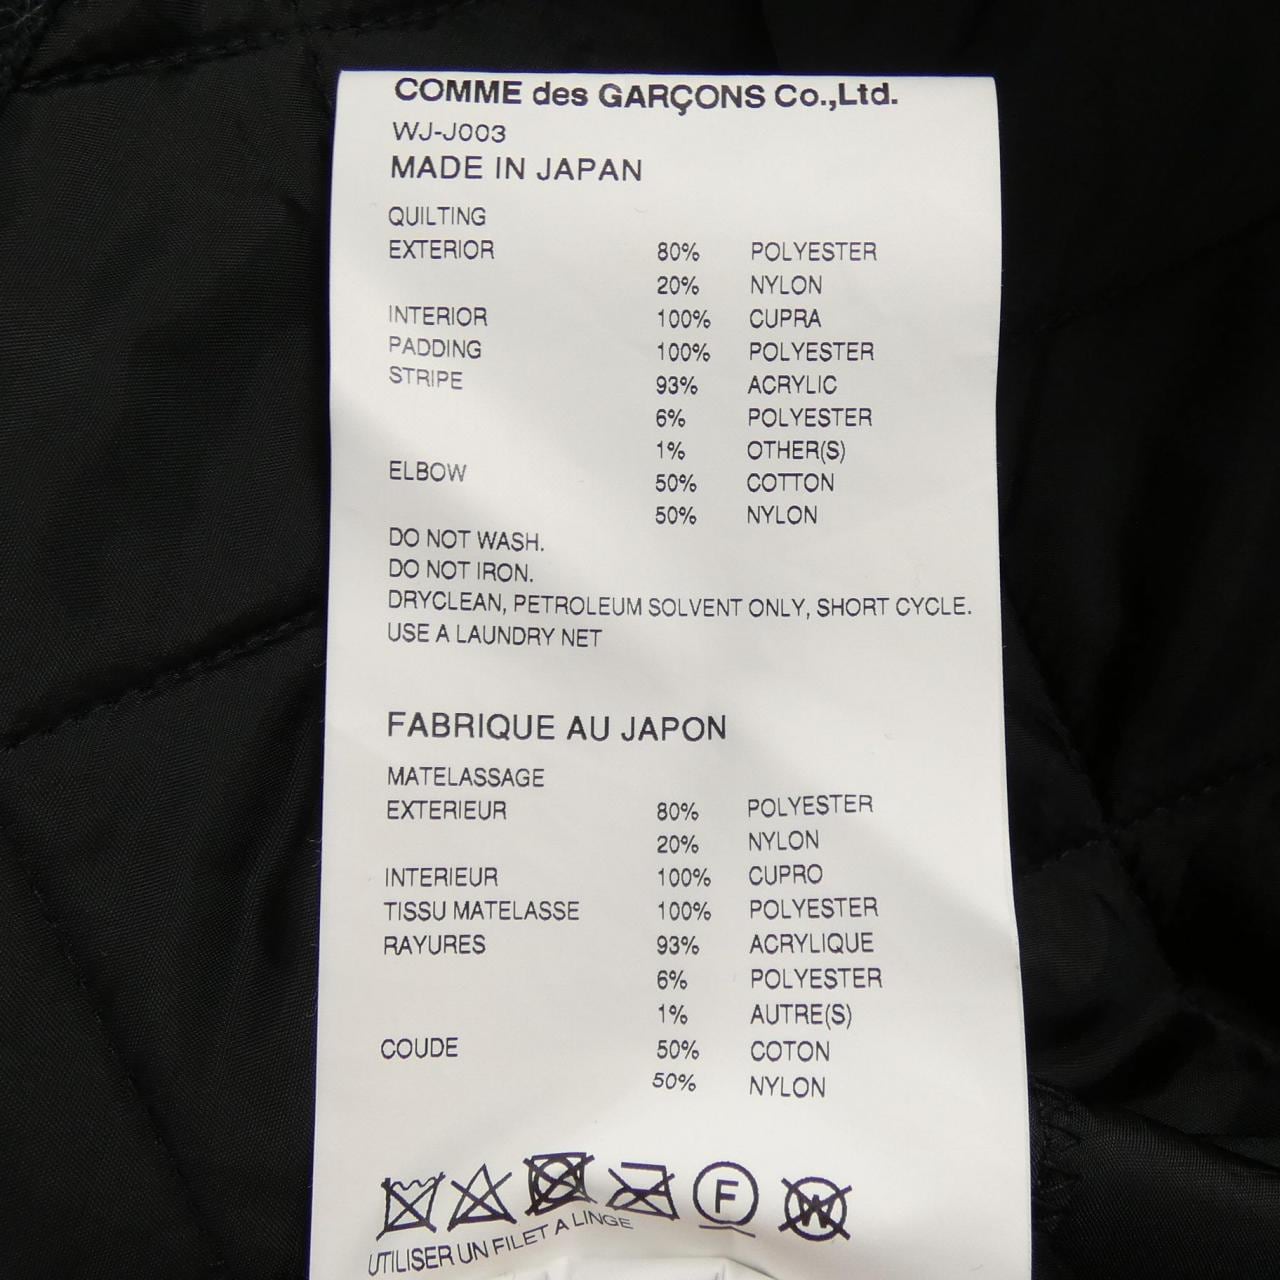 COMME des GARÇONS Co.,Ltd.
WJ-J003
MADE IN JAPAN
QUILTING
EXTERIOR 80% POLYESTER
20% NYLON
INTERIOR 100% CUPRA
PADDING 100% POLYESTER
STRIPE 93% ACRYLIC
6% POLYESTER
1% OTHER(S)
ELBOW 50% COTTON
50% NYLON
DO NOT WASH.
DO NOT IRON.
DRYCLEAN, PETROLEUM SOLVENT ONLY, SHORT CYCLE.
USE A LAUNDRY NET
FABRIQUE AU JAPON
MATELASSAGE
EXTERIEUR 80% POLYESTER
20% NYLON
INTERIEUR 100% CUPRO
TISSU MATELASSE 100% POLYESTER
RAYURES 93% ACRYLIQUE
6% POLYESTER
1% AUTRE(S)
COUDE 50% COTON
50% NYLON
F W
UTILISER UN FILET A LINGE